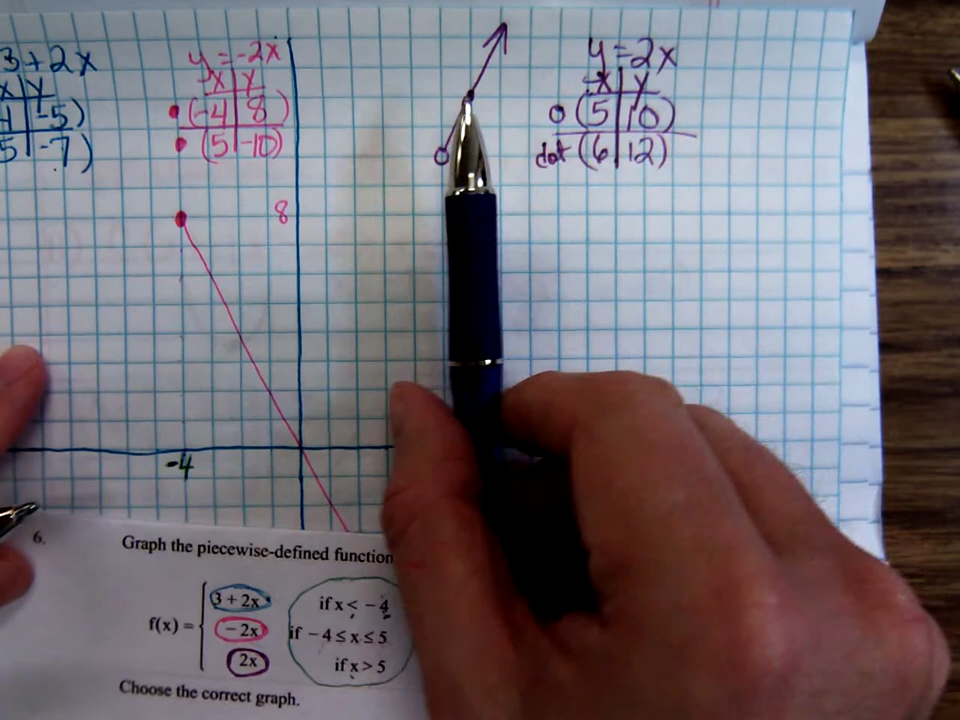 3 + 2x
x | y
4 | -5)
5 | -7)
y = -2x
x | y
(-4 | 8)
(5 | -10)
y = 2x
x | y
(5 | 10)
dot (6 | 12)
8
-4
6.
Graph the piecewise-defined function
f(x) = { 3 + 2x if x < - 4
- 2x if - 4 ≤ x ≤ 5
2x if x > 5
Choose the correct graph.